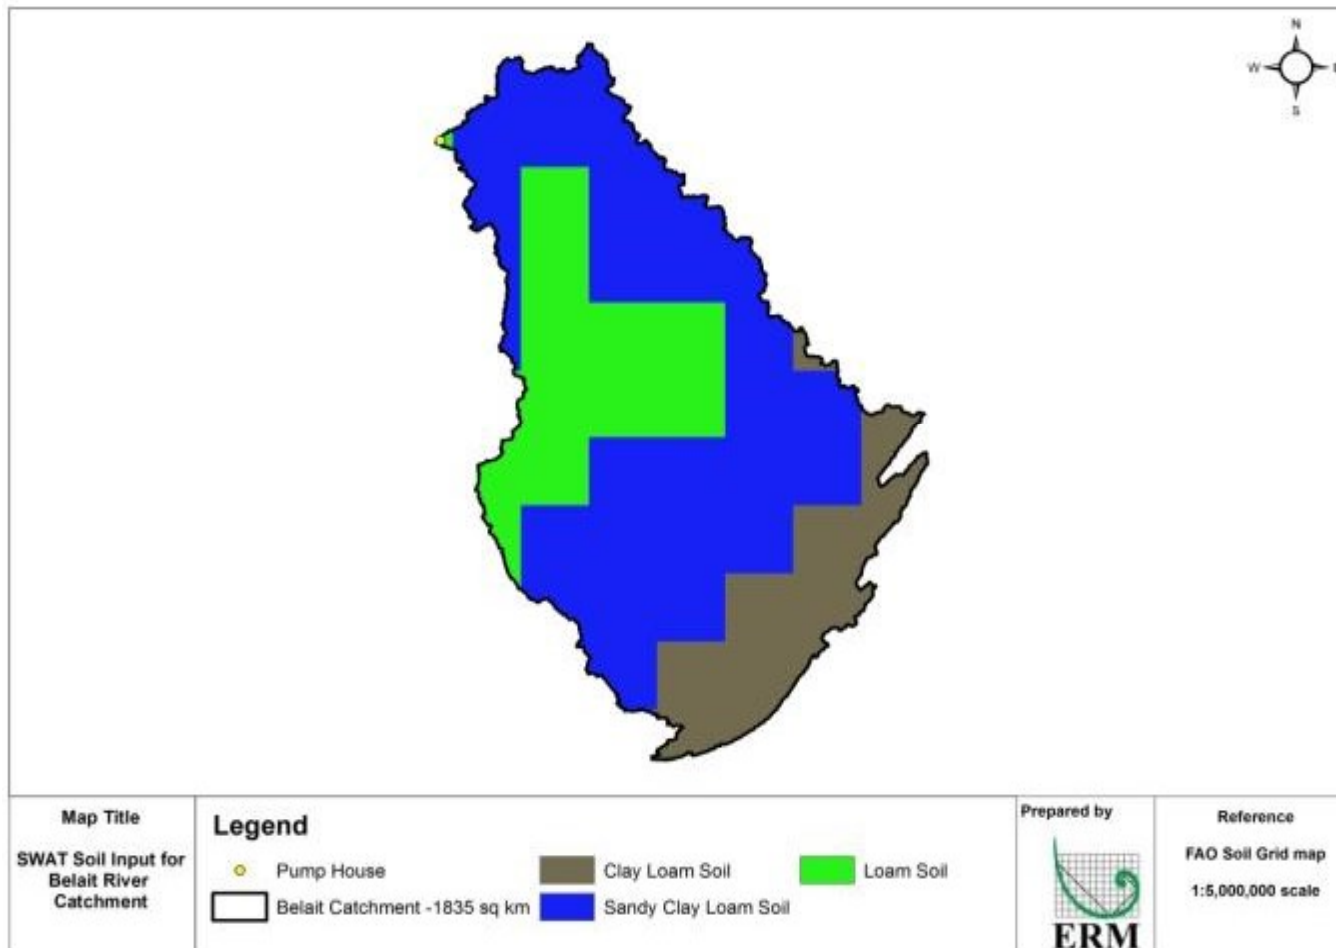 N
W
E
S
Map Title
SWAT Soil Input for
Belait River
Catchment
Legend
Pump House
Belait Catchment -1835 sq km
Clay Loam Soil
Sandy Clay Loam Soil
Loam Soil
Prepared by
ERM
Reference
FAO Soil Grid map
1:5,000,000 scale